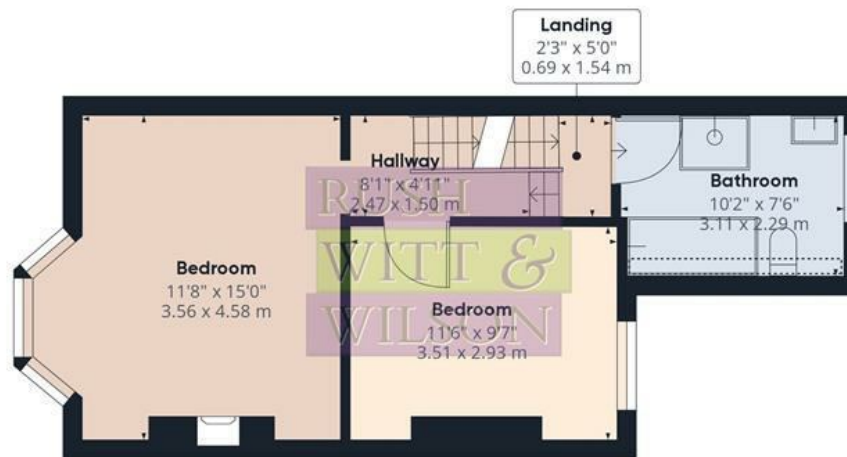 Landing
2'3" x 5'0"
0.69 x 1.54 m
Hallway
8'1" x 4'11"
2.47 x 1.50 m
Bathroom
10'2" x 7'6"
3.11 x 2.29 m
Bedroom
11'8" x 15'0"
3.56 x 4.58 m
Bedroom
11'6" x 9'7"
3.51 x 2.93 m
RUSH
WITT &
WILSON